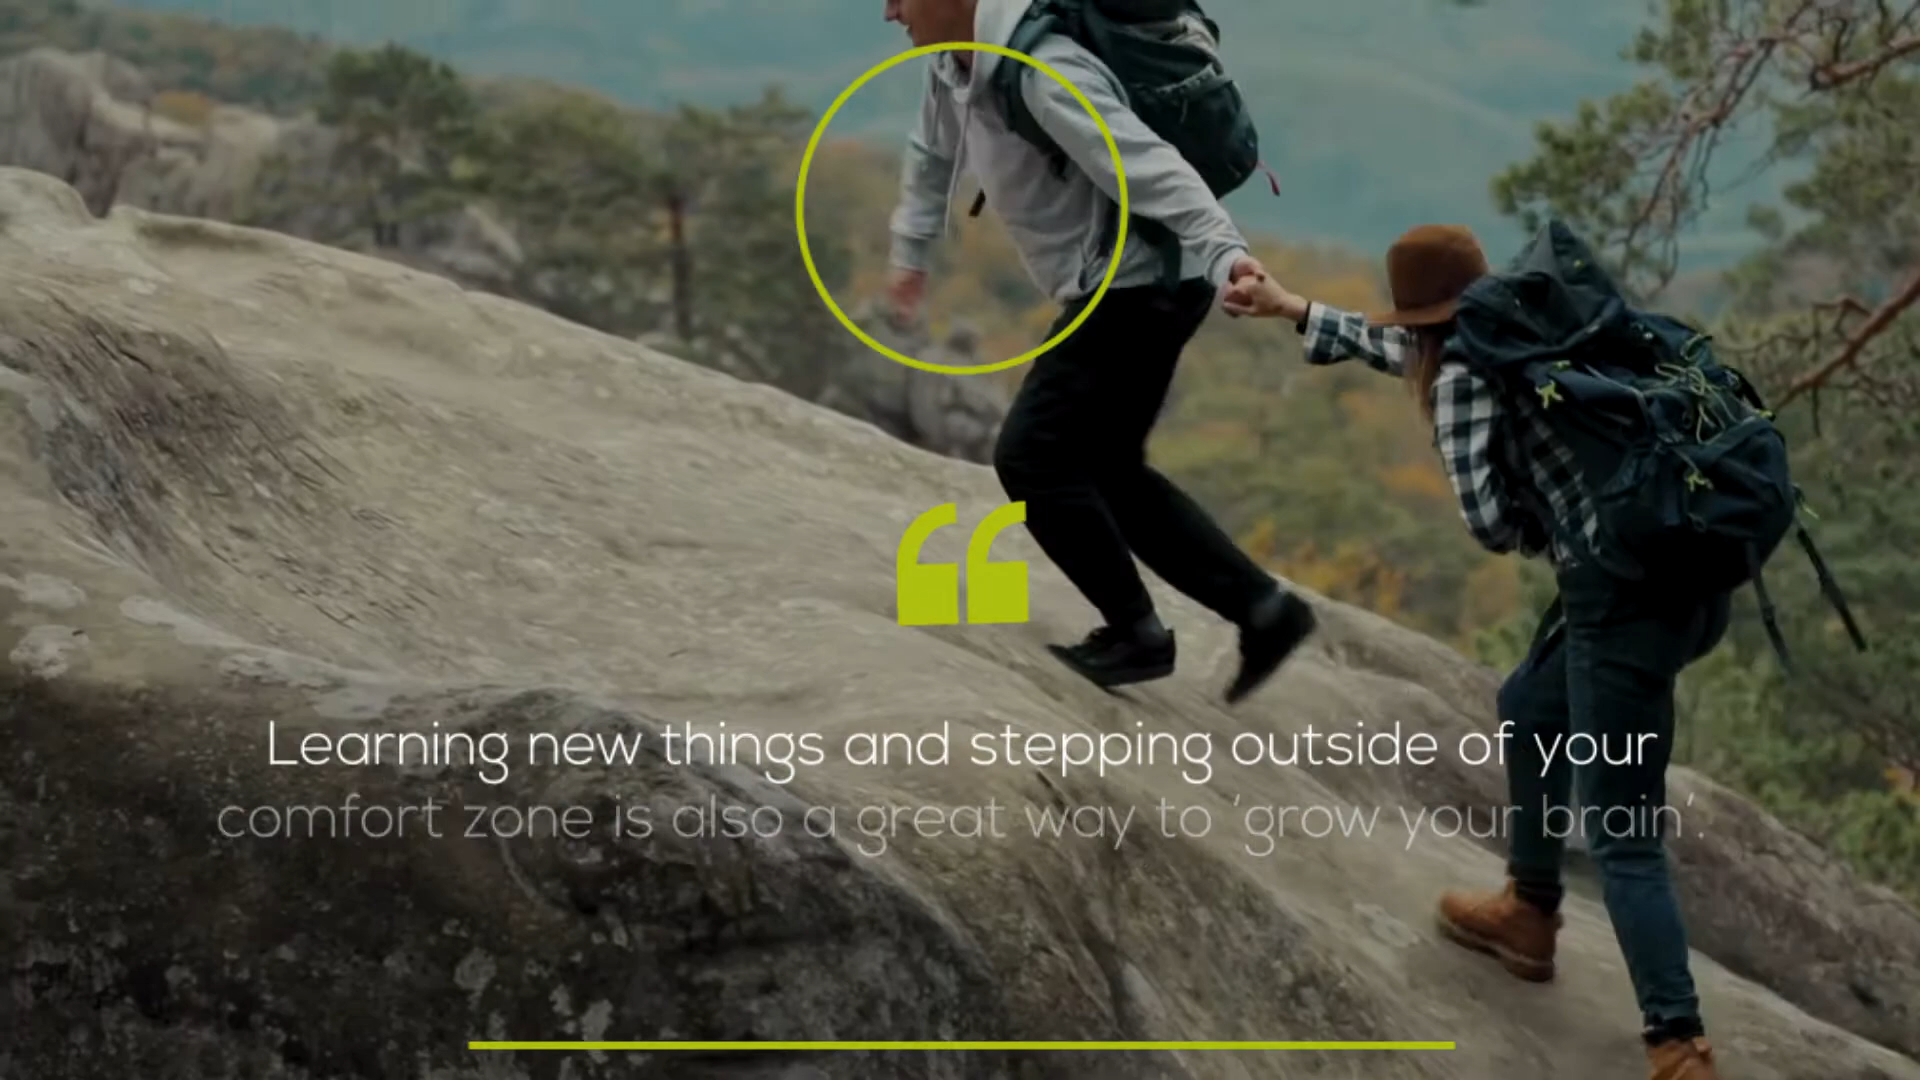 Learning new things and stepping outside of your
comfort zone is also a great way to ‘grow your brain’.